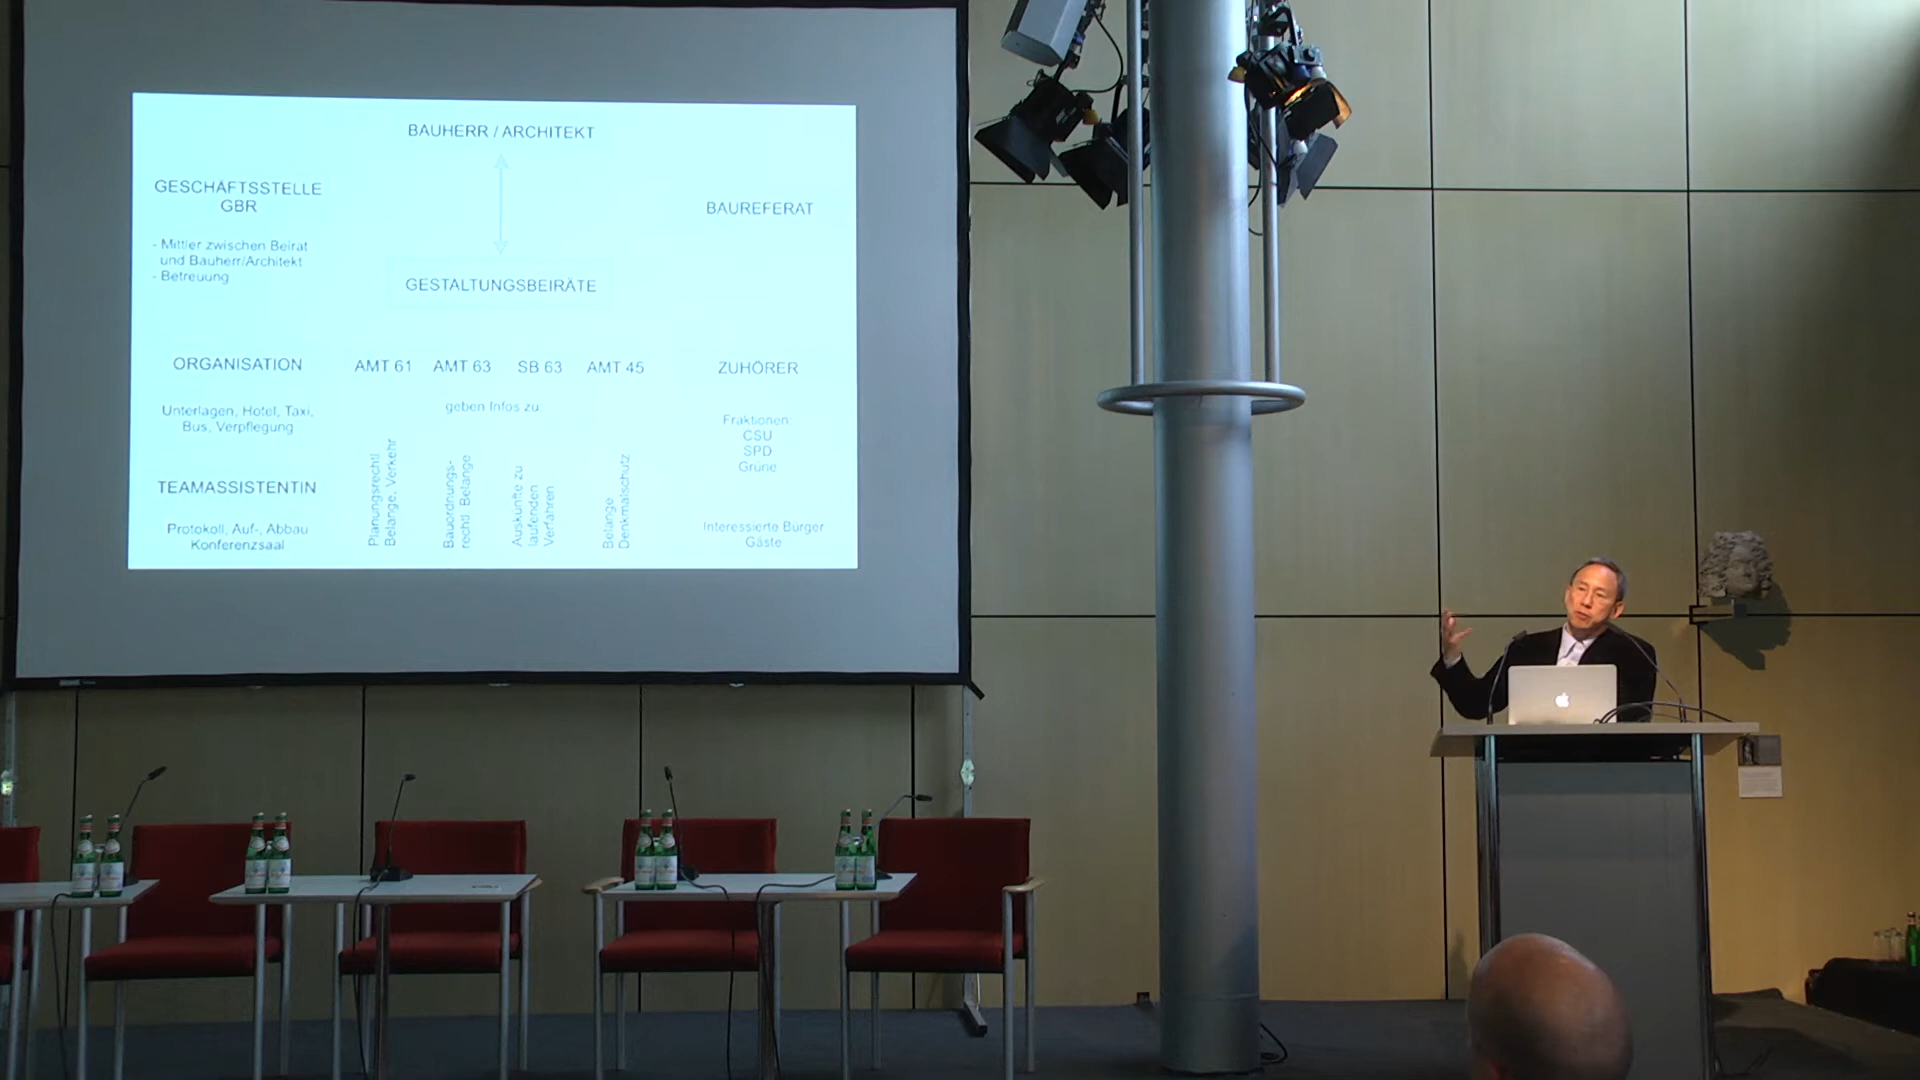 BAUHERR / ARCHITEKT
GESCHÄFTSSTELLE
GBR
- Mittler zwischen Beirat
und Bauherr/Architekt
- Betreuung
BAUREFERAT
GESTALTUNGSBEIRÄTE
ORGANISATION
Unterlagen, Hotel, Taxi,
Bus, Verpflegung
TEAMASSISTENTIN
Protokoll, Auf-, Abbau
Konferenzsaal
AMT 61
AMT 63
SB 63
AMT 45
geben Infos zu:
Planungsrechtl.
Belange, Verkehr
Bauordnungs-
rechtl. Belange
Auskünfte zu
laufenden
Verfahren
Belange
Denkmalschutz
ZUHÖRER
Fraktionen:
CSU
SPD
Grüne
Interessierte Bürger
Gäste